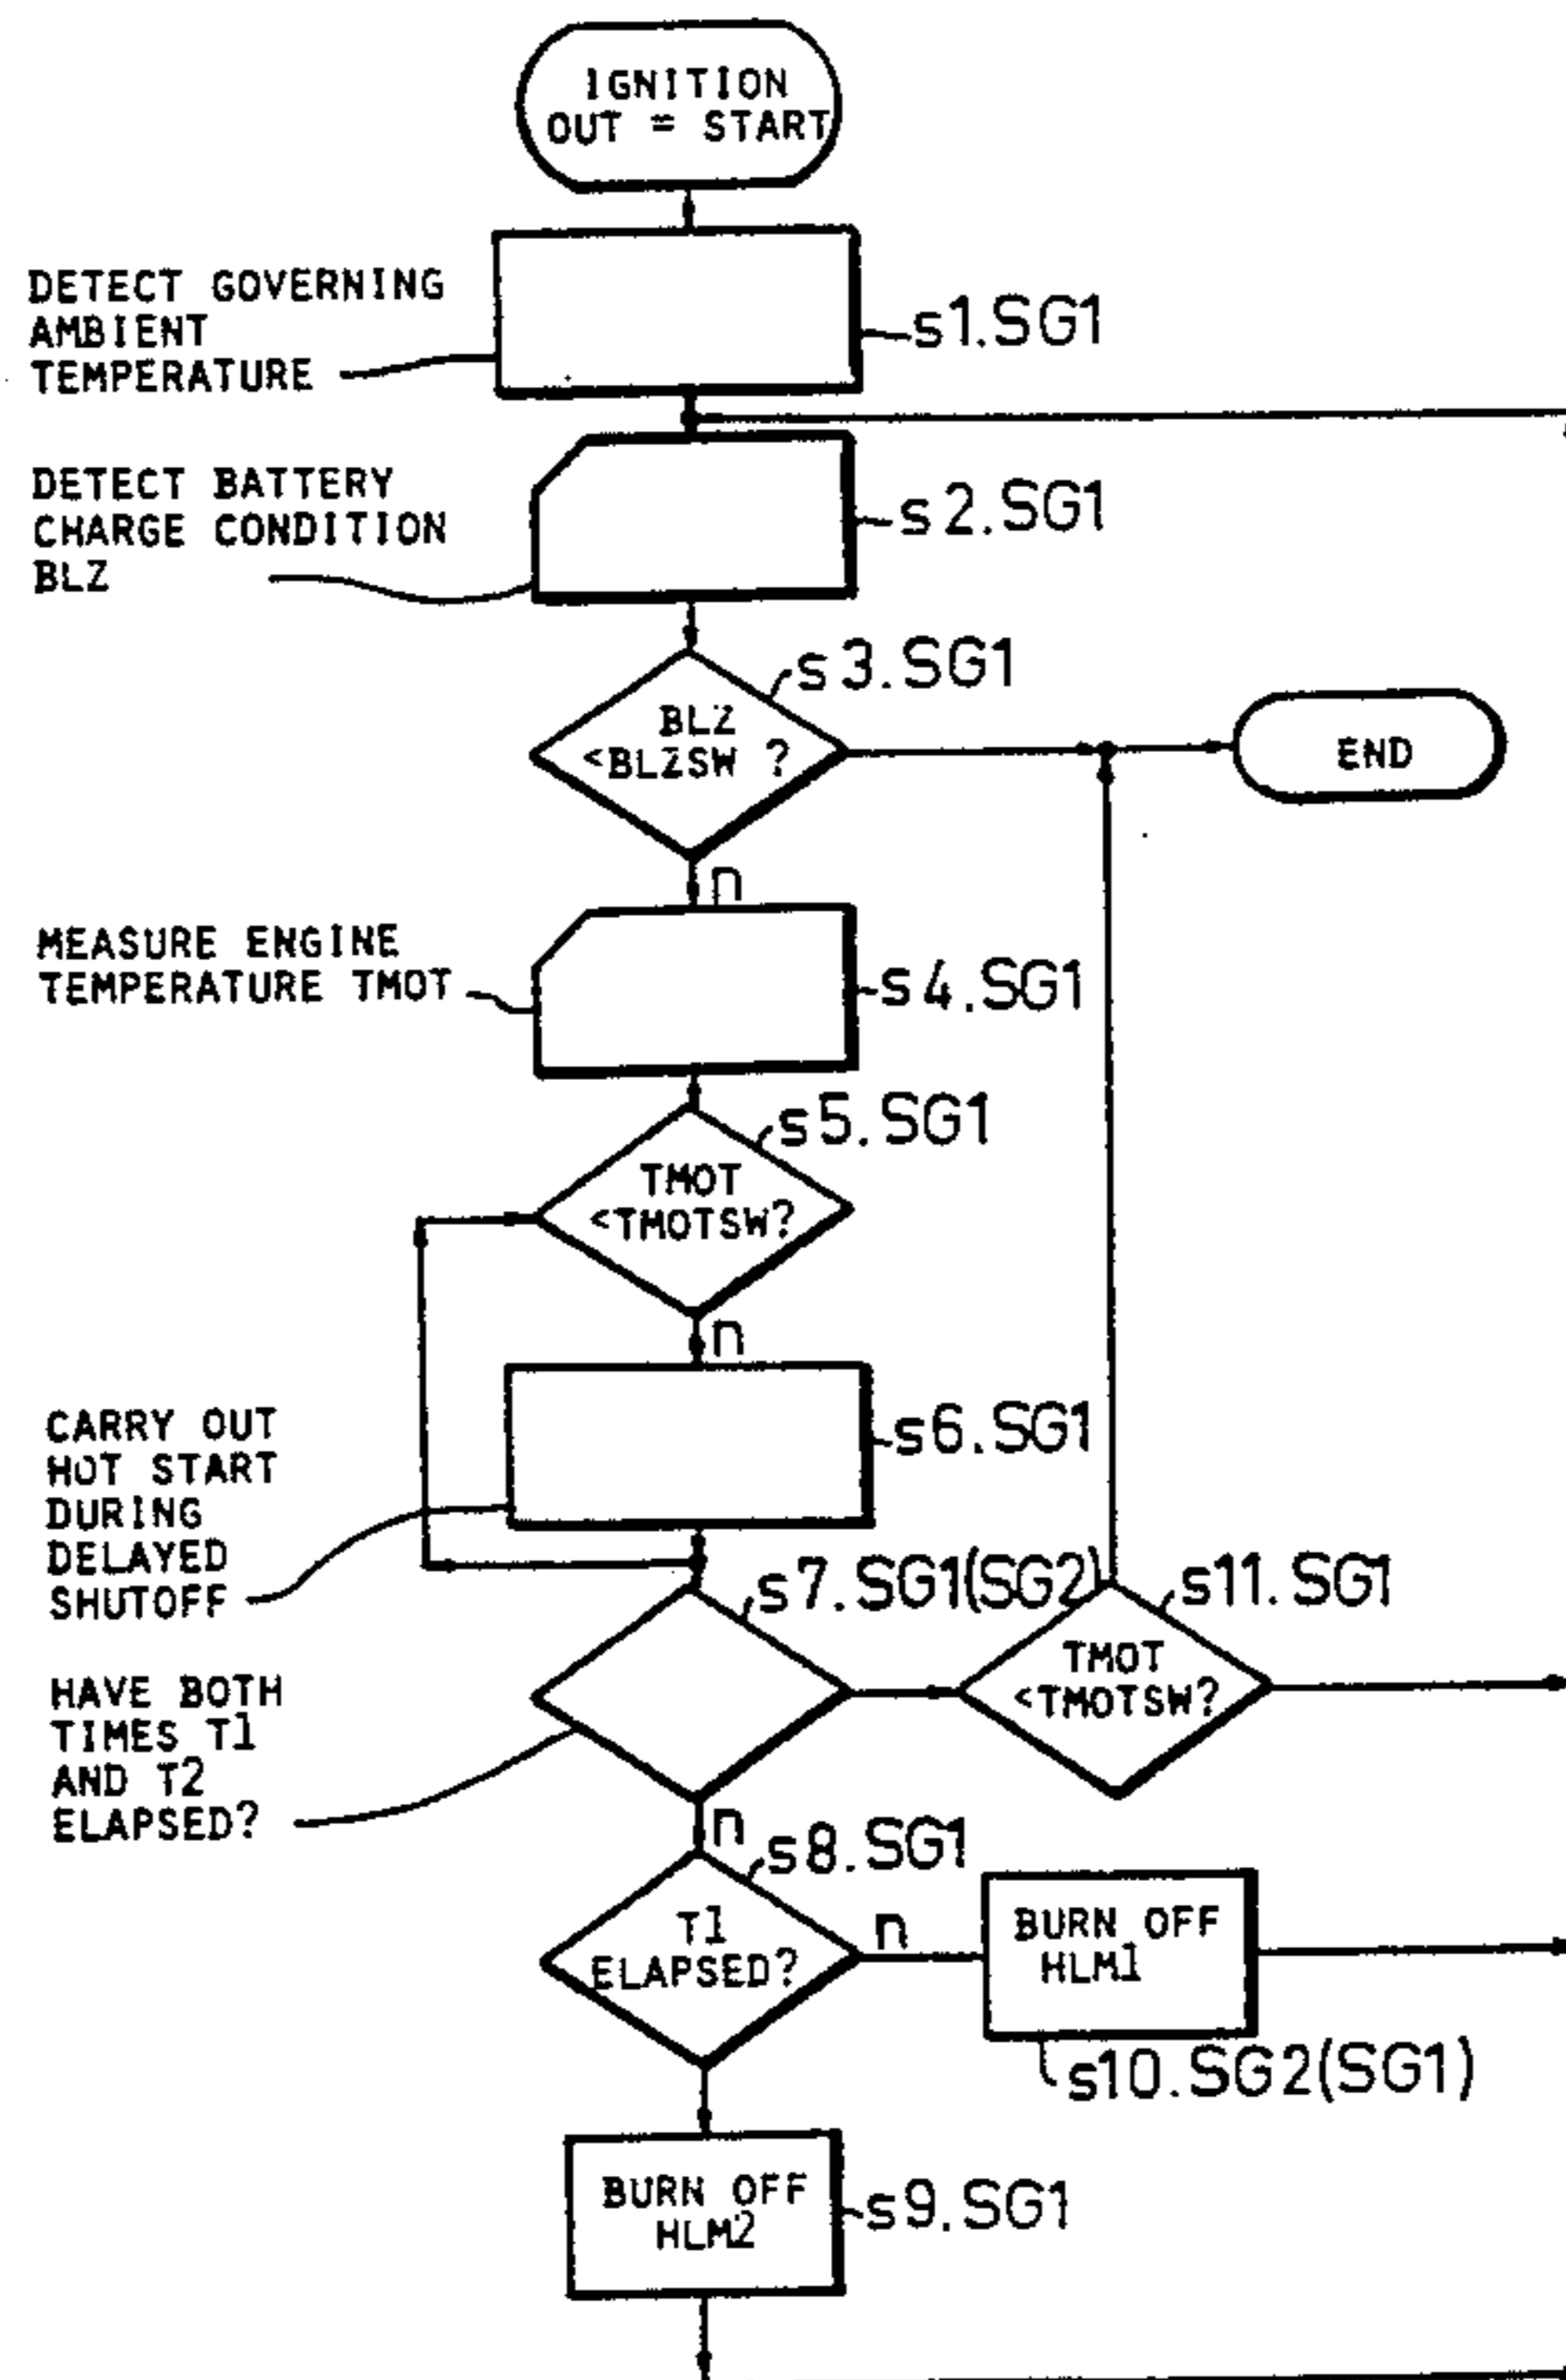 IGNITION
OUT = START
DETECT GOVERNING
AMBIENT
TEMPERATURE
s1.SG1
DETECT BATTERY
CHARGE CONDITION
BLZ
s2.SG1
s3.SG1
BLZ
<BLZSW ?
END
n
MEASURE ENGINE
TEMPERATURE TMOT
s4.SG1
s5.SG1
TMOT
<TMOTSW?
n
CARRY OUT
HOT START
DURING
DELAYED
SHUTOFF
s6.SG1
s7.SG1(SG2)
s11.SG1
TMOT
<TMOTSW?
HAVE BOTH
TIMES T1
AND T2
ELAPSED?
n
s8.SG1
T1
ELAPSED?
n
BURN OFF
HLM1
s10.SG2(SG1)
BURN OFF
HLM2
s9.SG1